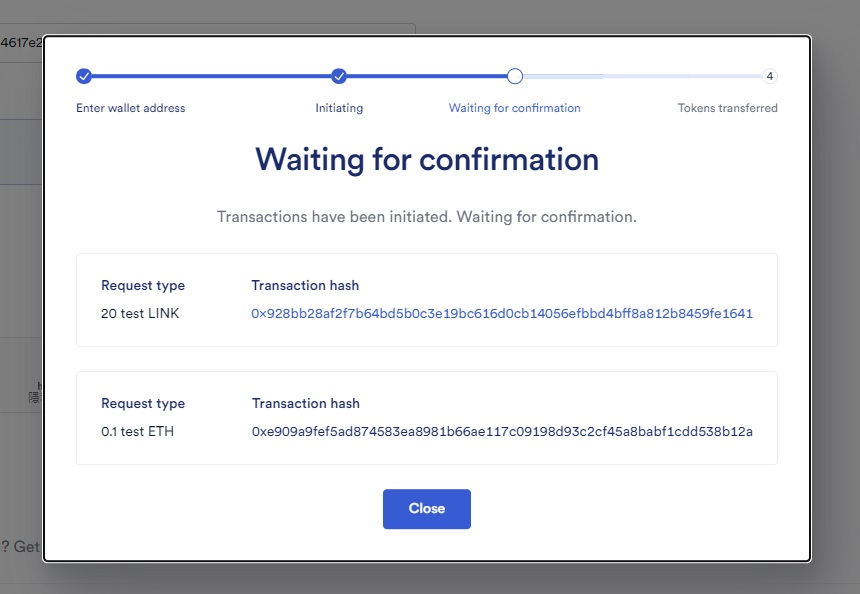 4617e2
4
Enter wallet address
Initiating
Waiting for confirmation
Tokens transferred
Waiting for confirmation
Transactions have been initiated. Waiting for confirmation.
Request type
Transaction hash
20 test LINK
0x928bb28af2f7b64bd5b0c3e19bc616d0cb14056efbbd4bff8a812b8459fe1641
Request type
Transaction hash
0.1 test ETH
0xe909a9fef5ad874583ea8981b66ae117c09198d93c2cf45a8babf1cdd538b12a
Close
? Get